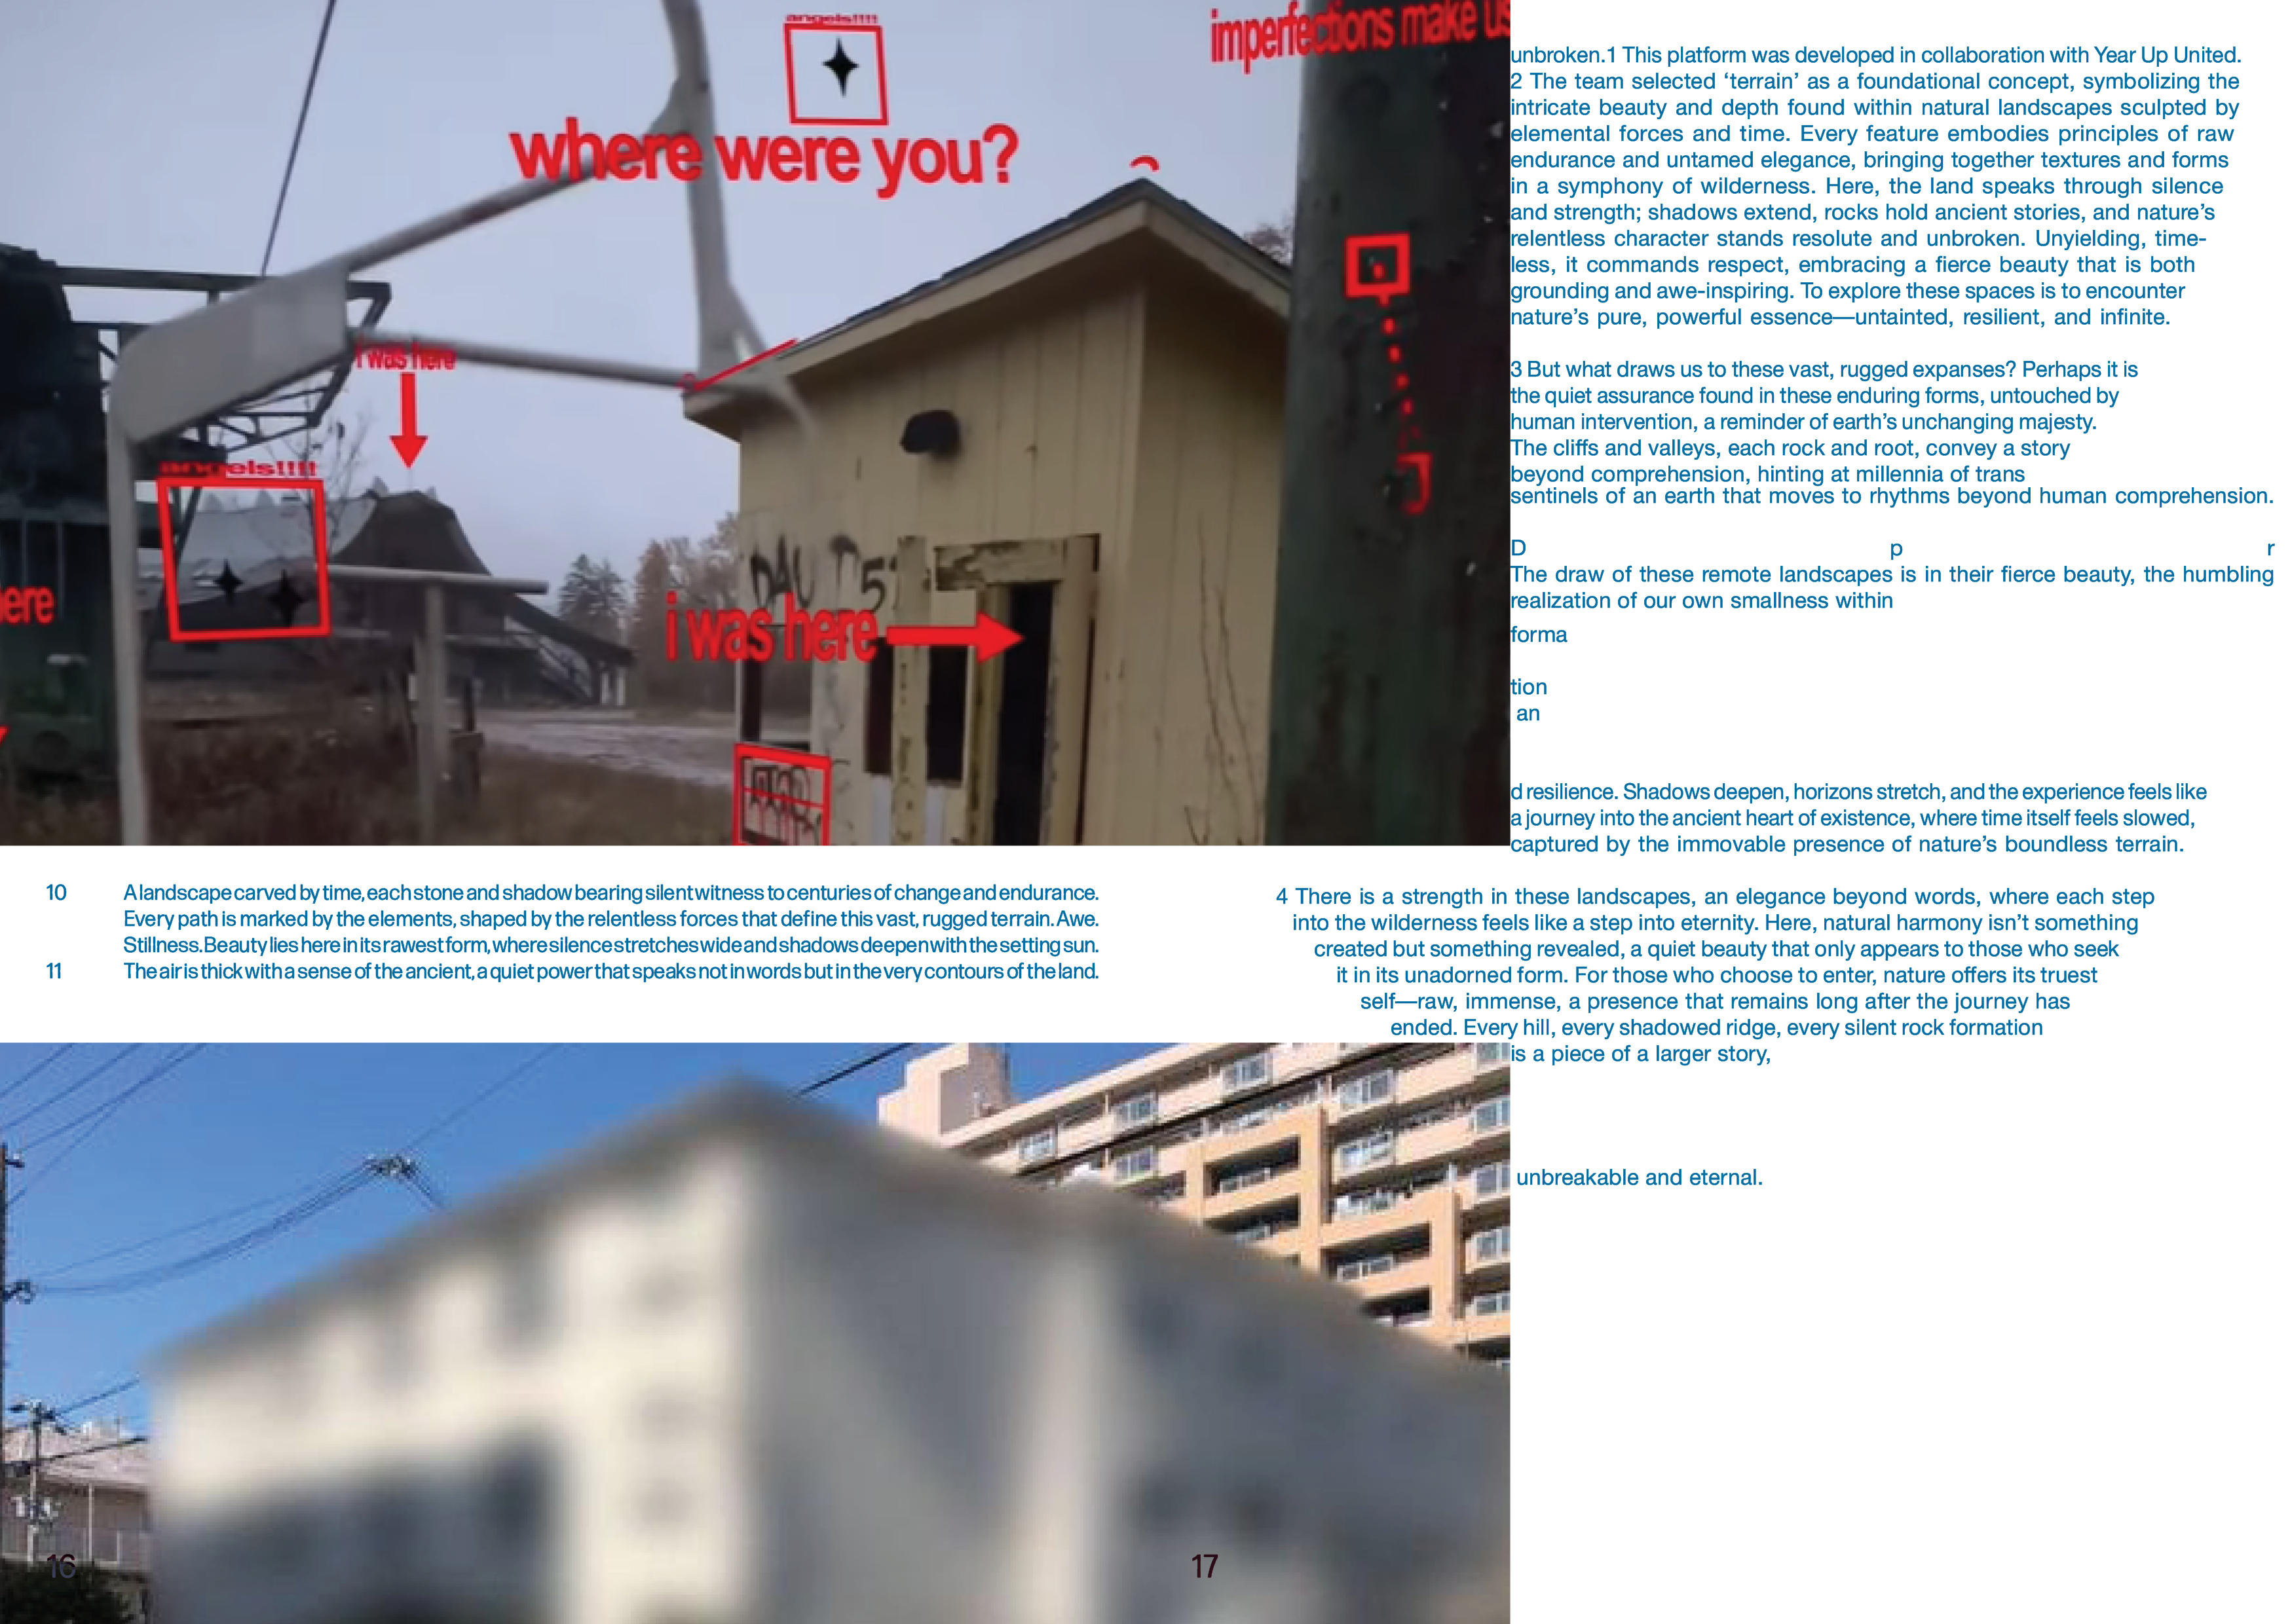 angels!!!!
imperfections make us
where were you?
i was here
angels!!!!
ere
i was here
unbroken.1 This platform was developed in collaboration with Year Up United.
2 The team selected ‘terrain’ as a foundational concept, symbolizing the
intricate beauty and depth found within natural landscapes sculpted by
elemental forces and time. Every feature embodies principles of raw
endurance and untamed elegance, bringing together textures and forms
in a symphony of wilderness. Here, the land speaks through silence
and strength; shadows extend, rocks hold ancient stories, and nature’s
relentless character stands resolute and unbroken. Unyielding, time-
less, it commands respect, embracing a fierce beauty that is both
grounding and awe-inspiring. To explore these spaces is to encounter
nature’s pure, powerful essence—untainted, resilient, and infinite.
3 But what draws us to these vast, rugged expanses? Perhaps it is
the quiet assurance found in these enduring forms, untouched by
human intervention, a reminder of earth’s unchanging majesty.
The cliffs and valleys, each rock and root, convey a story
beyond comprehension, hinting at millennia of trans
sentinels of an earth that moves to rhythms beyond human comprehension.
D p r
The draw of these remote landscapes is in their fierce beauty, the humbling
realization of our own smallness within
forma
tion
an
d resilience. Shadows deepen, horizons stretch, and the experience feels like
a journey into the ancient heart of existence, where time itself feels slowed,
captured by the immovable presence of nature’s boundless terrain.
10 A landscape carved by time, each stone and shadow bearing silent witness to centuries of change and endurance.
Every path is marked by the elements, shaped by the relentless forces that define this vast, rugged terrain. Awe.
Stillness. Beauty lies here in its rawest form, where silence stretches wide and shadows deepen with the setting sun.
11 The air is thick with a sense of the ancient, a quiet power that speaks not in words but in the very contours of the land.
4 There is a strength in these landscapes, an elegance beyond words, where each step
into the wilderness feels like a step into eternity. Here, natural harmony isn’t something
created but something revealed, a quiet beauty that only appears to those who seek
it in its unadorned form. For those who choose to enter, nature offers its truest
self—raw, immense, a presence that remains long after the journey has
ended. Every hill, every shadowed ridge, every silent rock formation
is a piece of a larger story,
unbreakable and eternal.
16
17